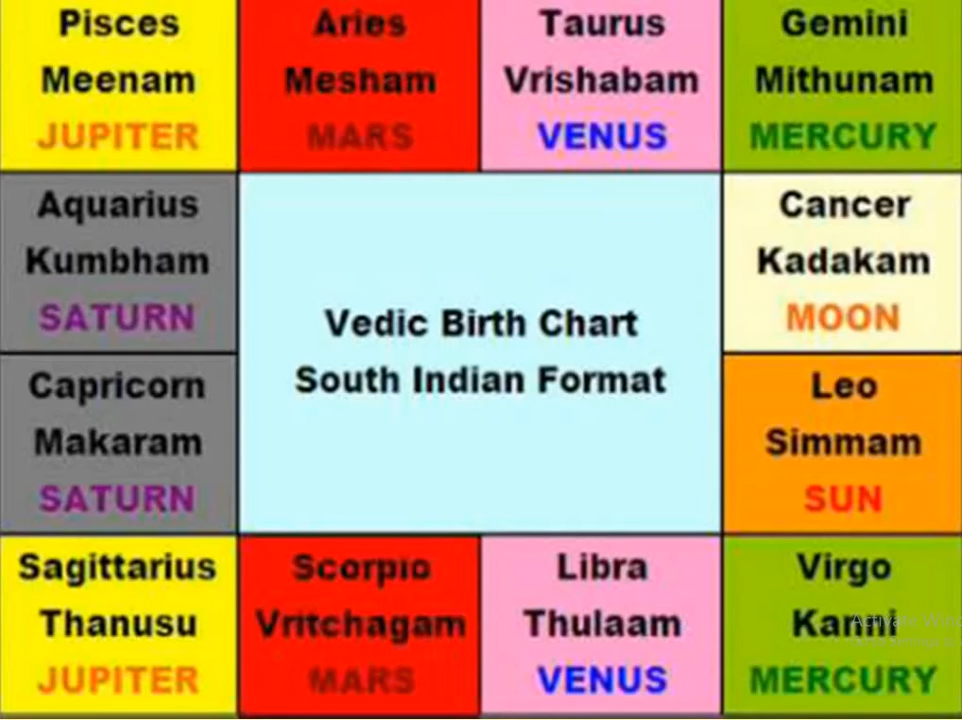 Pisces
Meenam
JUPITER
Aries
Mesham
MARS
Taurus
Vrishabam
VENUS
Gemini
Mithunam
MERCURY
Aquarius
Kumbham
SATURN
Vedic Birth Chart
South Indian Format
Cancer
Kadakam
MOON
Capricorn
Makaram
SATURN
Leo
Simmam
SUN
Sagittarius
Thanusu
JUPITER
Scorpio
Vritchagam
MARS
Libra
Thulaam
VENUS
Virgo
Kanni
MERCURY
Activate